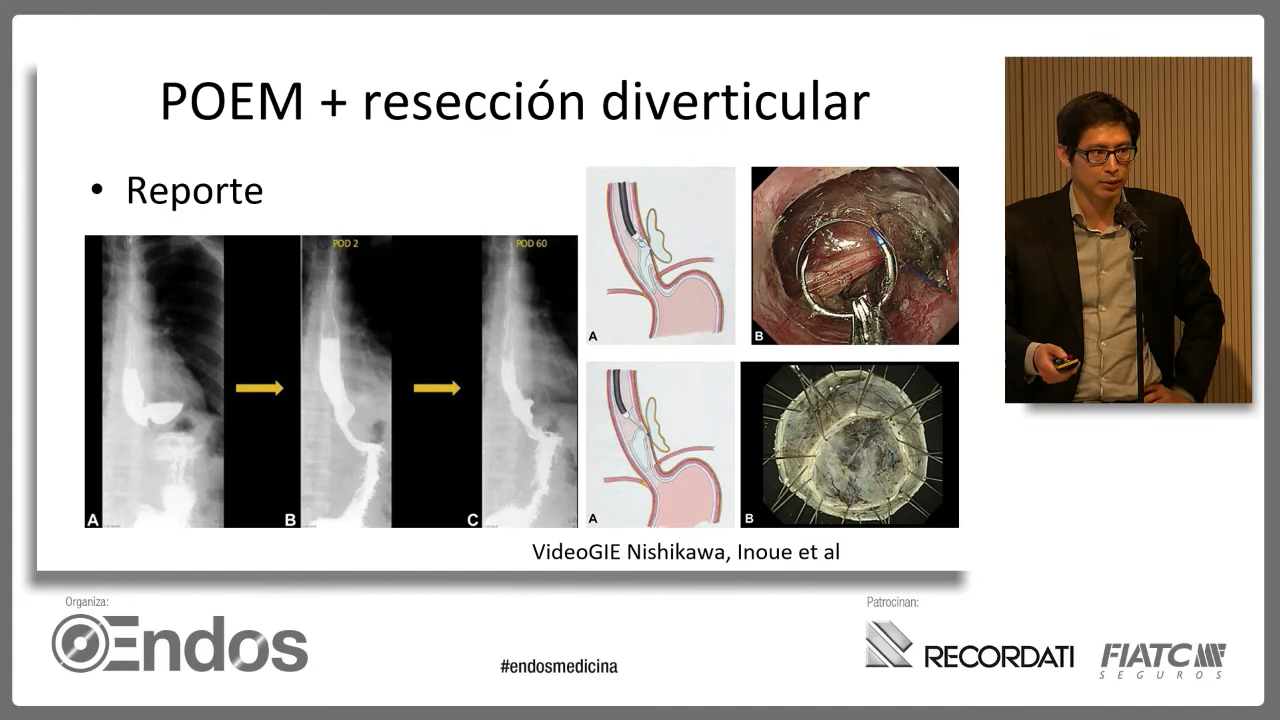 POEM + resección diverticular
• Reporte
POD 2
POD 60
A
B
C
A
B
A
B
VideoGIE Nishikawa, Inoue et al
Organiza:
Endos
#endosmedicina
Patrocinan:
RECORDATI
FIATC
SEGUROS